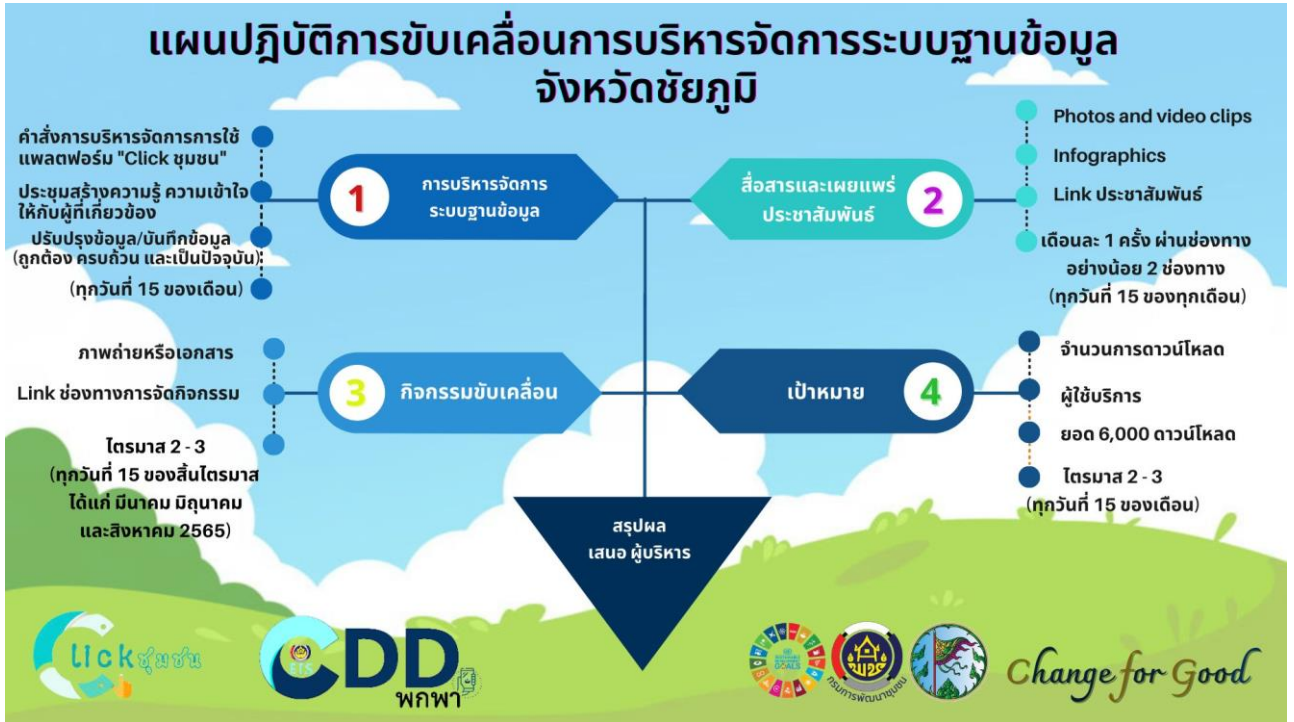 แผนปฎิบัติการขับเคลื่อนการบริหารจัดการระบบฐานข้อมูล
จังหวัดชัยภูมิ
คำสั่งการบริหารจัดการการใช้
แพลตฟอร์ม "Click ชุมชน"
ประชุมสร้างความรู้ ความเข้าใจ
ให้กับผู้ที่เกี่ยวข้อง
ปรับปรุงข้อมูล/บันทึกข้อมูล
(ถูกต้อง ครบถ้วน และเป็นปัจจุบัน)
(ทุกวันที่ 15 ของเดือน)
1
การบริหารจัดการ
ระบบฐานข้อมูล
สื่อสารและเผยแพร่
ประชาสัมพันธ์
2
Photos and video clips
Infographics
Link ประชาสัมพันธ์
เดือนละ 1 ครั้ง ผ่านช่องทาง
อย่างน้อย 2 ช่องทาง
(ทุกวันที่ 15 ของทุกเดือน)
ภาพถ่ายหรือเอกสาร
Link ช่องทางการจัดกิจกรรม
ไตรมาส 2 - 3
(ทุกวันที่ 15 ของสิ้นไตรมาส
ได้แก่ มีนาคม มิถุนาคม
และสิงหาคม 2565)
3
กิจกรรมขับเคลื่อน
เป้าหมาย
4
จำนวนการดาวน์โหลด
ผู้ใช้บริการ
ยอด 6,000 ดาวน์โหลด
ไตรมาส 2 - 3
(ทุกวันที่ 15 ของเดือน)
สรุปผล
เสนอ ผู้บริหาร
Click ชุมชน
CDD
พกพา
GOALS
กรมการพัฒนาชุมชน
Change for Good